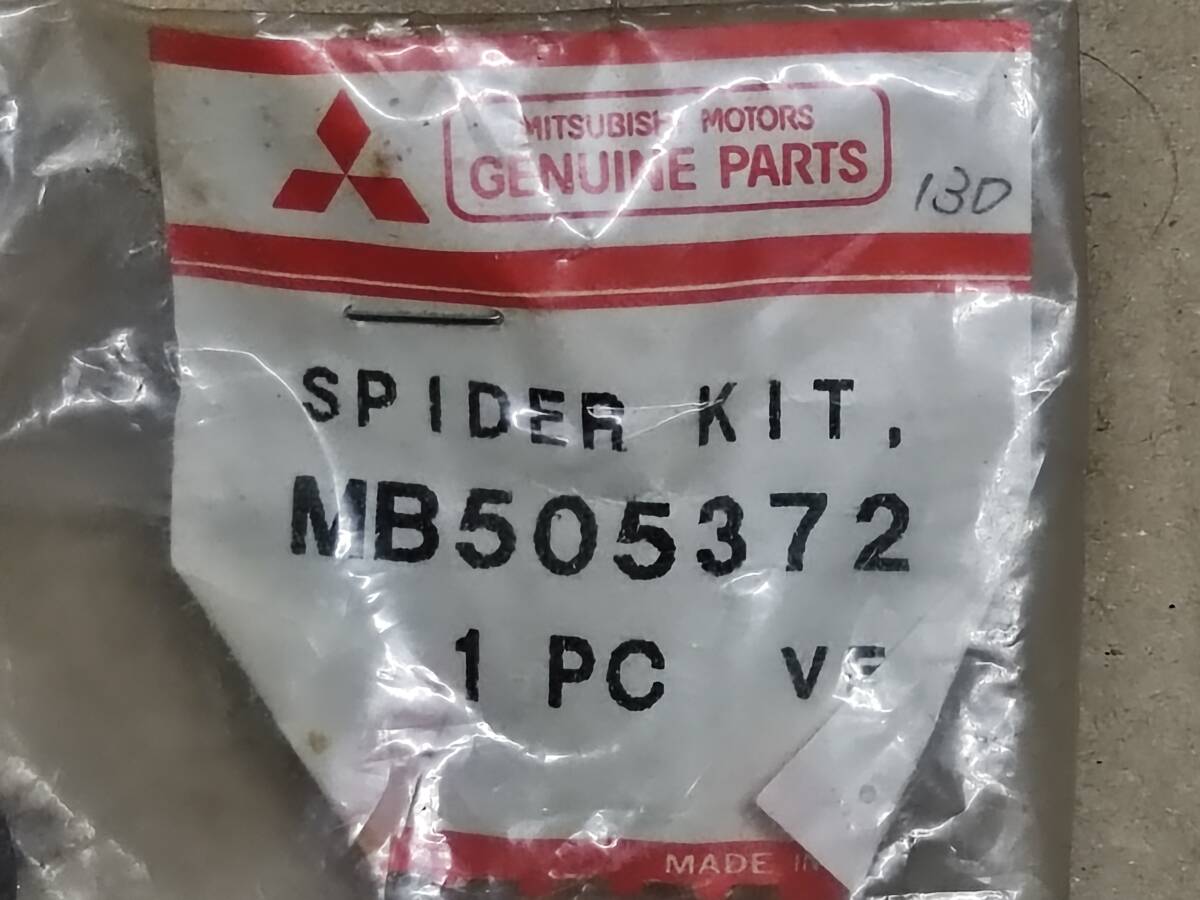 MITSUBISHI MOTORS
GENUINE PARTS
130
SPIDER KIT,
MB505372
1 PC
MADE IN